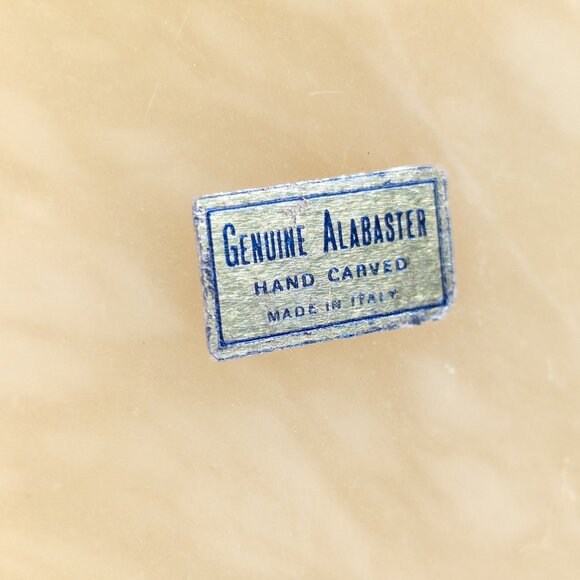 GENUINE ALABASTER
HAND CARVED
MADE IN ITALY